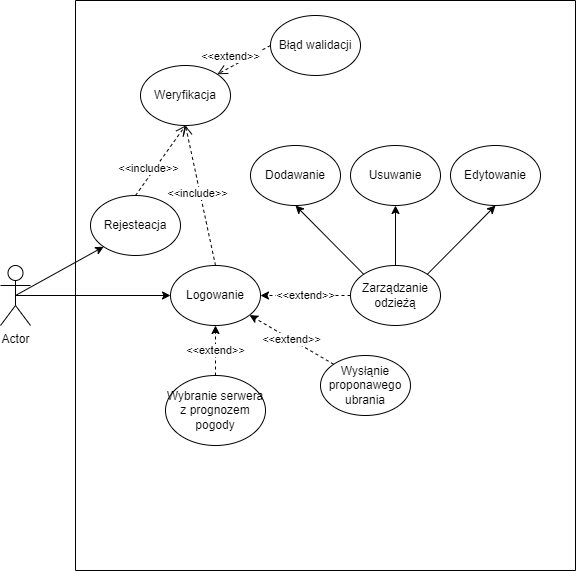 Błąd walidacji
<<extend>>
Weryfikacja
<<include>>
<<include>>
Dodawanie
Usuwanie
Edytowanie
Rejesteacja
Actor
Logowanie
<<extend>>
Zarządzanie
odzieżą
<<extend>>
<<extend>>
Wybranie serwera
z prognozem
pogody
Wysłąnie
proponawego
ubrania